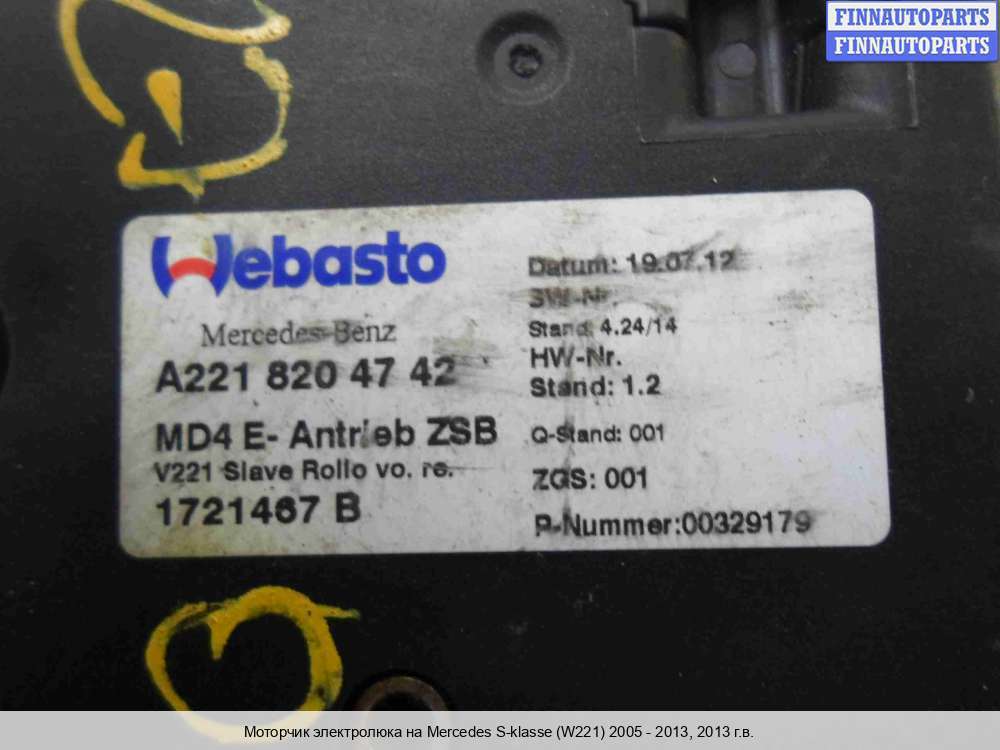 FINNAUTOPARTS
FINNAUTOPARTS
Webasto
Mercedes-Benz
A221 820 47 42
MD4 E- Antrieb ZSB
V221 Slave Rollo vo. re.
1721467 B
Datum: 19.07.12
SW-Nr.
Stand: 4.24/14
HW-Nr.
Stand: 1.2
Q-Stand: 001
ZGS: 001
P-Nummer:00329179
Моторчик электролюка на Mercedes S-klasse (W221) 2005 - 2013, 2013 г.в.